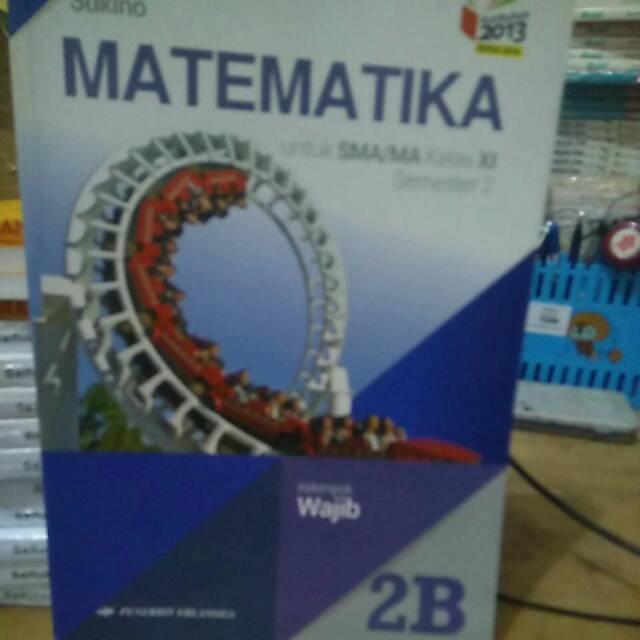 Sukino
2013
MATEMATIKA
untuk SMA/MA Kelas XI
Semester 2
Kelompok
Wajib
2B
PENERBIT ERLANGGA